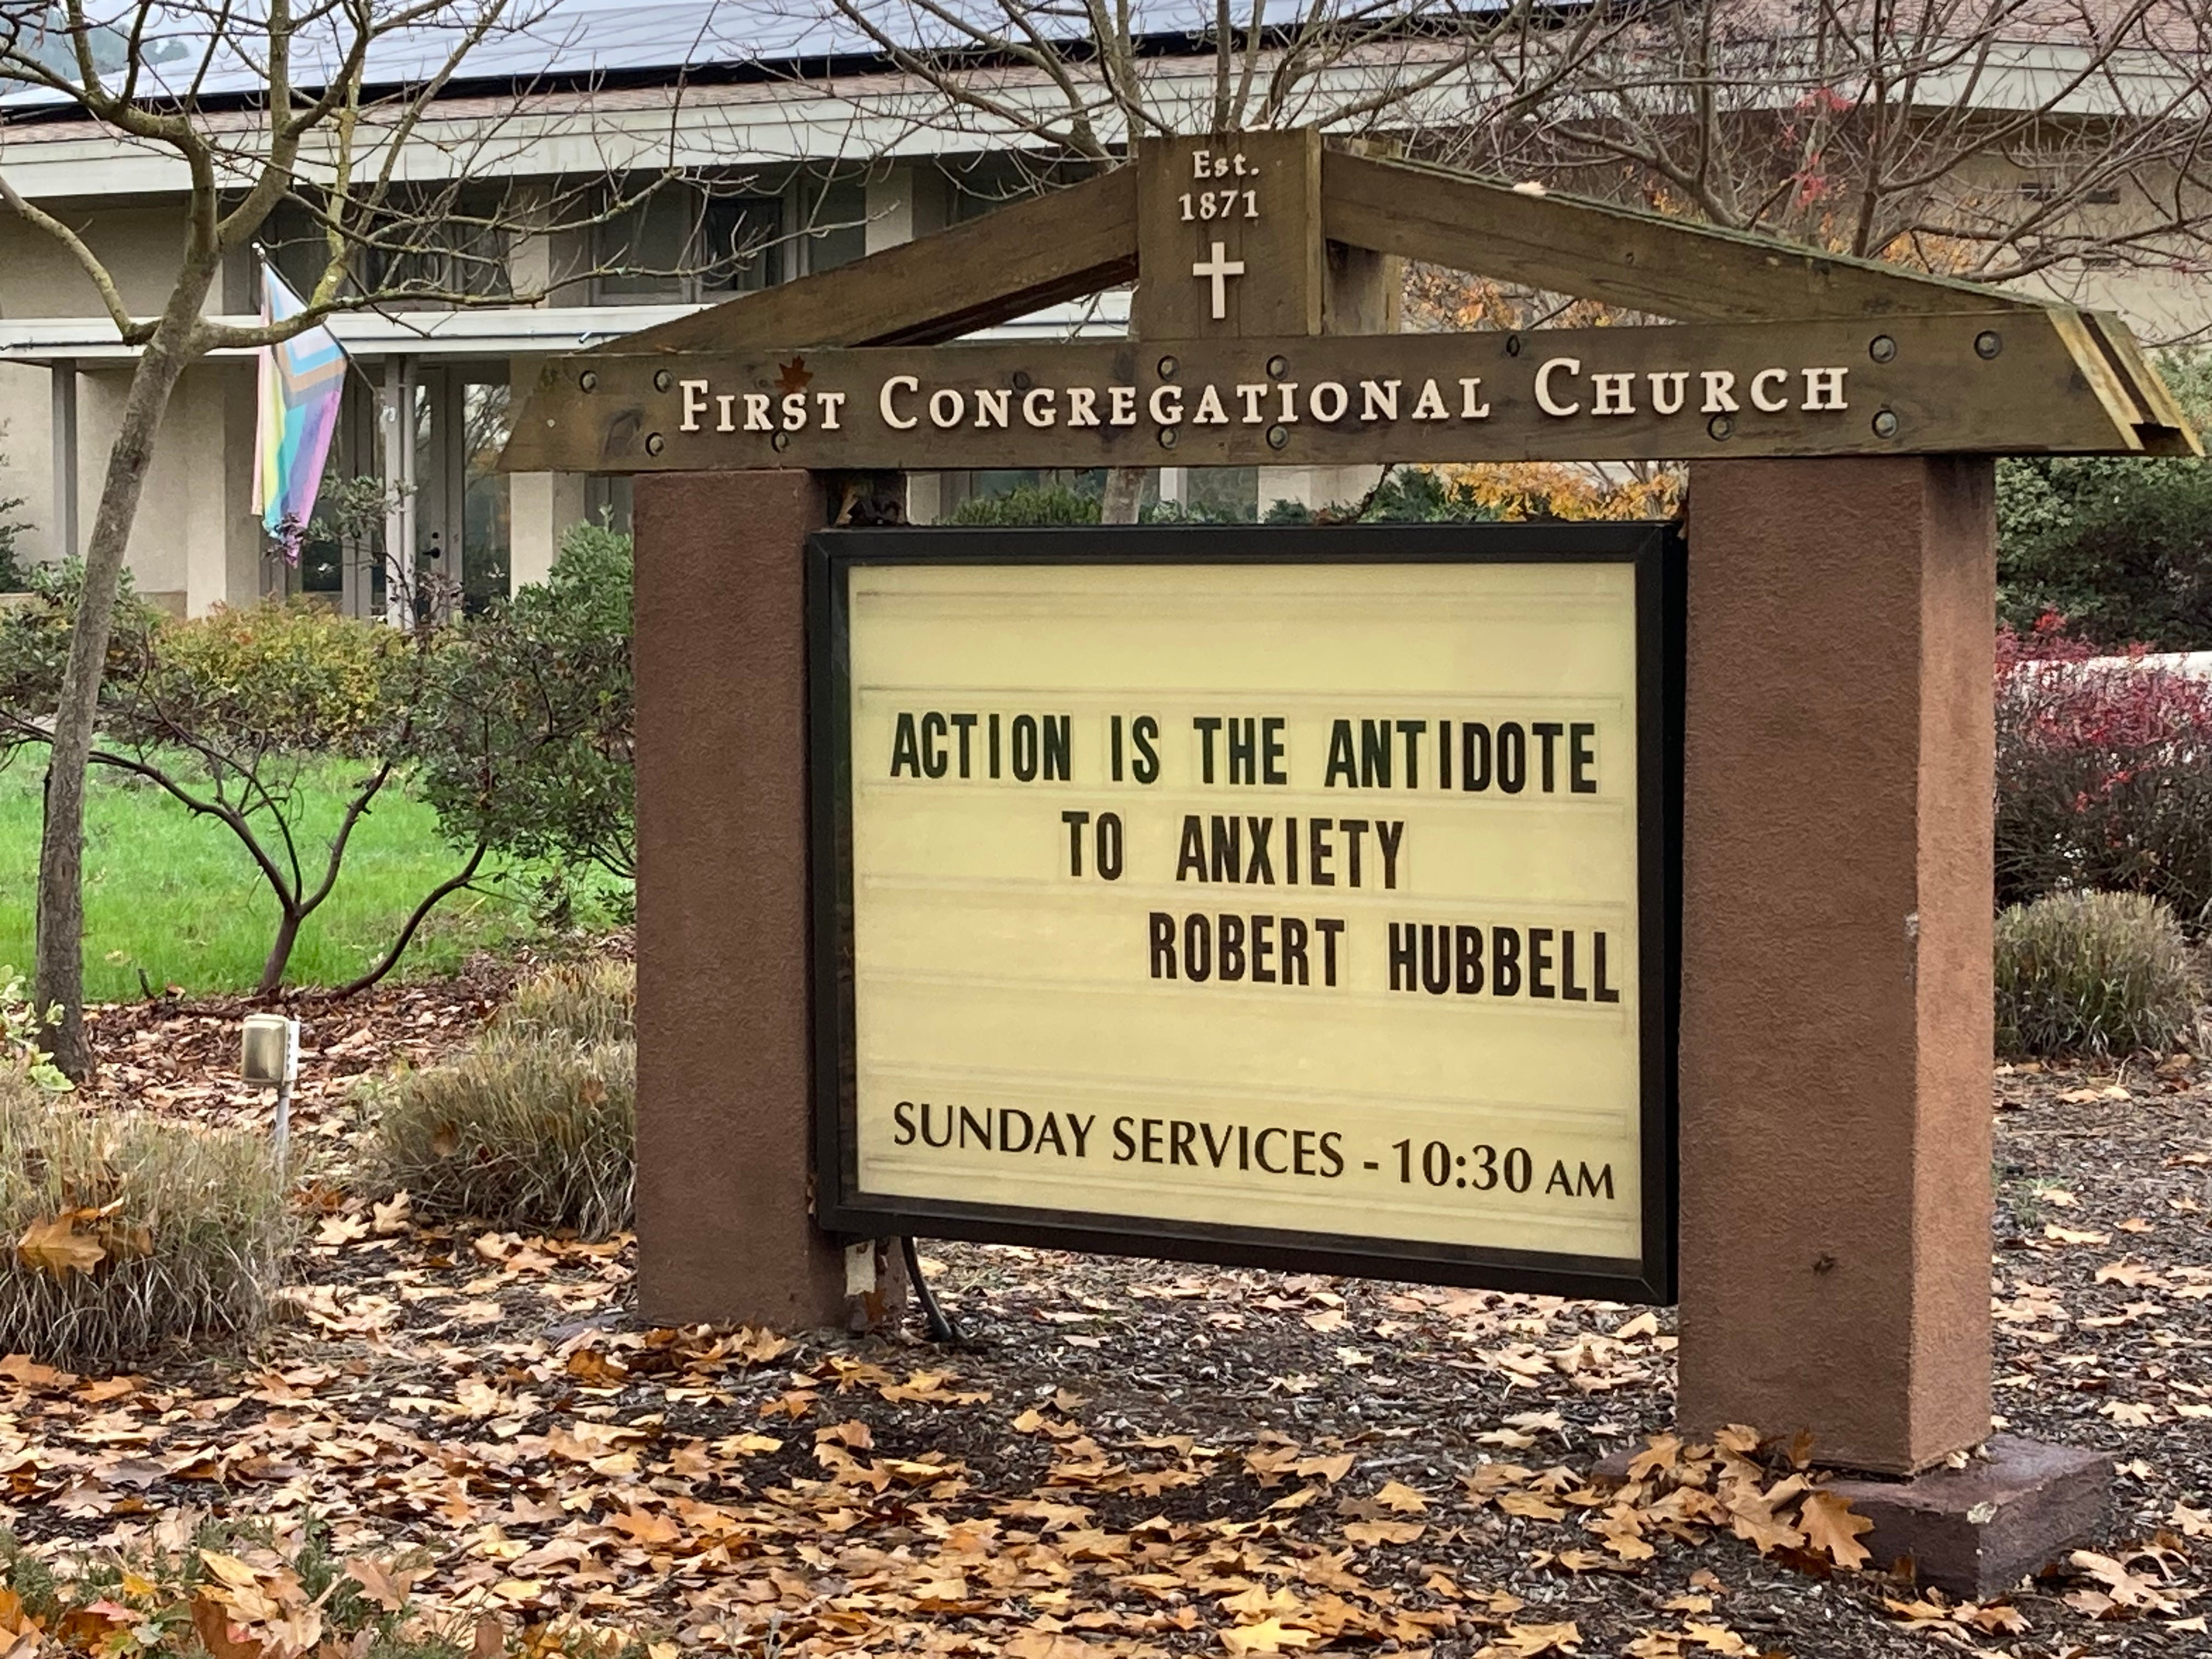 Est.
1871
First Congregational Church
ACTION IS THE ANTIDOTE
TO ANXIETY
ROBERT HUBBELL
SUNDAY SERVICES - 10:30 AM